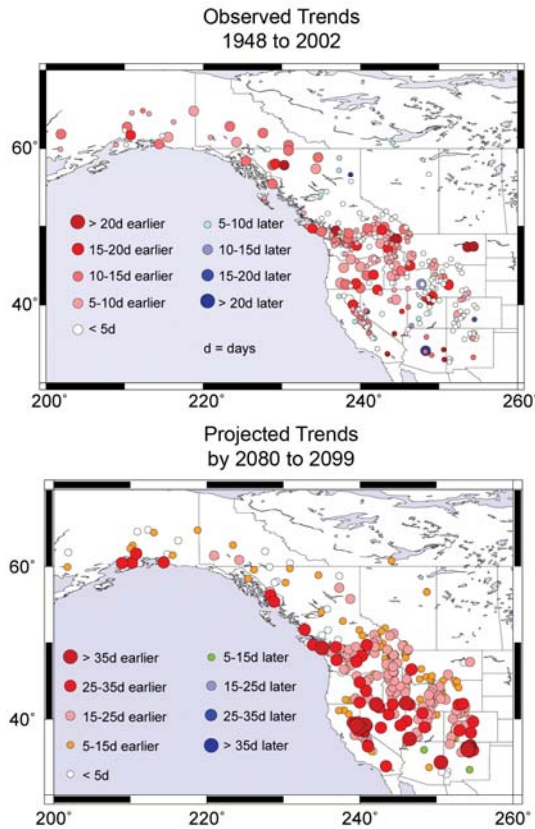 Observed Trends
1948 to 2002
60°
40°
> 20d earlier
15-20d earlier
10-15d earlier
5-10d earlier
< 5d
5-10d later
10-15d later
15-20d later
> 20d later
d = days
200° 220° 240° 260°
Projected Trends
by 2080 to 2099
60°
40°
> 35d earlier
25-35d earlier
15-25d earlier
5-15d earlier
< 5d
5-15d later
15-25d later
25-35d later
> 35d later
200° 220° 240° 260°